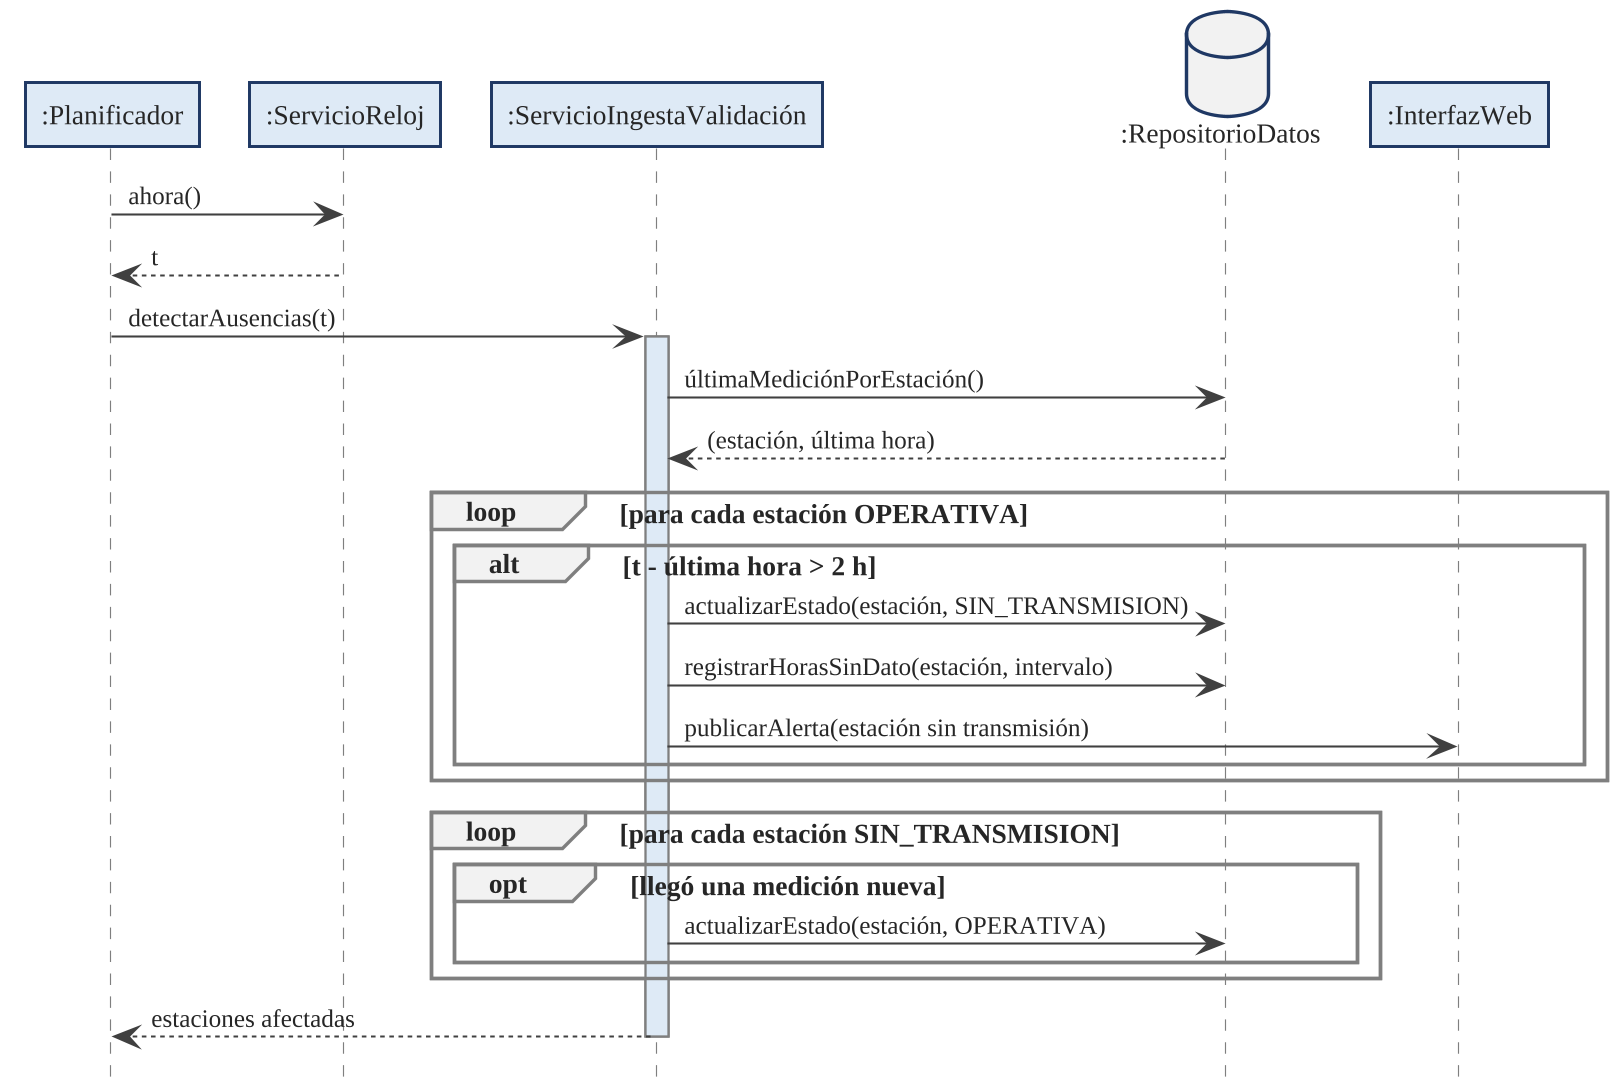 :Planificador
:ServicioReloj
:ServicioIngestaValidación
:RepositorioDatos
:InterfazWeb
ahora()
t
detectarAusencias(t)
últimaMediciónPorEstación()
(estación, última hora)
loop
[para cada estación OPERATIVA]
alt
[t - última hora > 2 h]
actualizarEstado(estación, SIN_TRANSMISION)
registrarHorasSinDato(estación, intervalo)
publicarAlerta(estación sin transmisión)
loop
[para cada estación SIN_TRANSMISION]
opt
[llegó una medición nueva]
actualizarEstado(estación, OPERATIVA)
estaciones afectadas